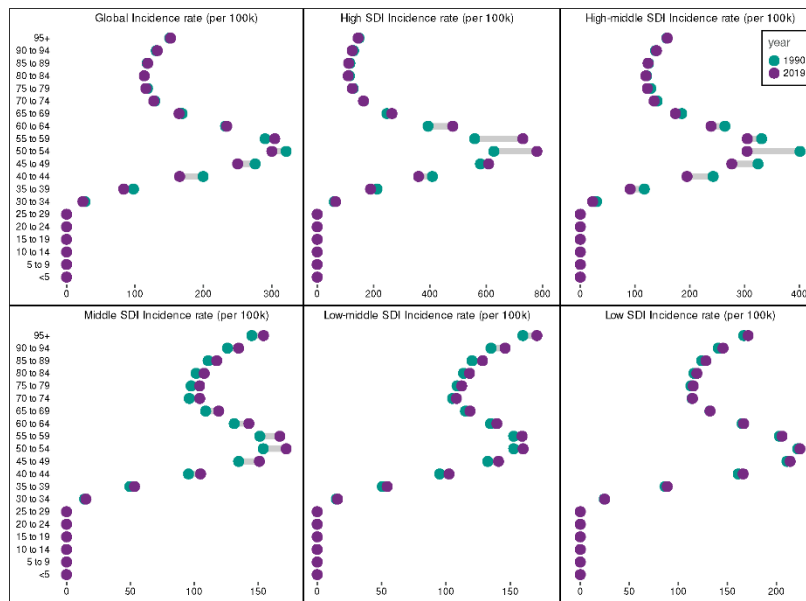 Global Incidence rate (per 100k)
High SDI Incidence rate (per 100k)
High-middle SDI Incidence rate (per 100k)
year
1990
2019
95+
90 to 94
85 to 89
80 to 84
75 to 79
70 to 74
65 to 69
60 to 64
55 to 59
50 to 54
45 to 49
40 to 44
35 to 39
30 to 34
25 to 29
20 to 24
15 to 19
10 to 14
5 to 9
<5
0 100 200 300
0 200 400 600 800
0 100 200 300 400
Middle SDI Incidence rate (per 100k)
Low-middle SDI Incidence rate (per 100k)
Low SDI Incidence rate (per 100k)
95+
90 to 94
85 to 89
80 to 84
75 to 79
70 to 74
65 to 69
60 to 64
55 to 59
50 to 54
45 to 49
40 to 44
35 to 39
30 to 34
25 to 29
20 to 24
15 to 19
10 to 14
5 to 9
<5
0 50 100 150
0 50 100 150
0 50 100 150 200